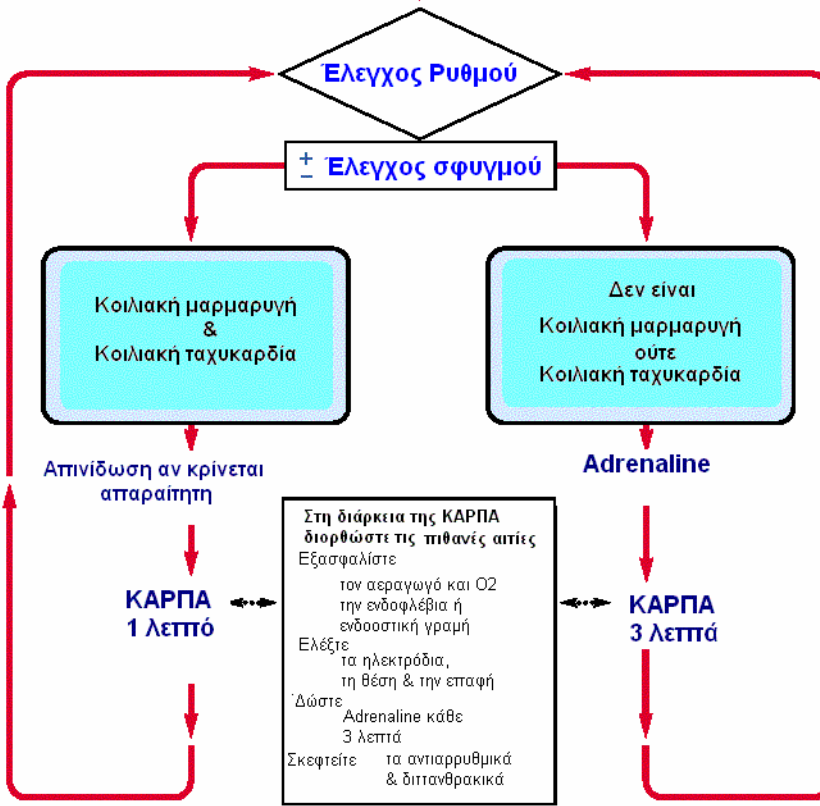 Έλεγχος Ρυθμού
± Έλεγχος σφυγμού
Κοιλιακή μαρμαρυγή
&
Κοιλιακή ταχυκαρδία
Δεν είναι
Κοιλιακή μαρμαρυγή
ούτε
Κοιλιακή ταχυκαρδία
Απινίδωση αν κρίνεται
απαραίτητη
Adrenaline
ΚΑΡΠΑ
1 λεπτό
Στη διάρκεια της ΚΑΡΠΑ
διορθώστε τις πιθανές αιτίες
Εξασφαλίστε
τον αεραγωγό και Ο2
την ενδοφλέβια ή
ενδοοστική γραμή
Ελέξτε
τα ηλεκτρόδια,
τη θέση & την επαφή
Δώστε
Adrenaline κάθε
3 λεπτά
Σκεφτείτε τα αντιαρρυθμικά
& διττανθρακικά
ΚΑΡΠΑ
3 λεπτά